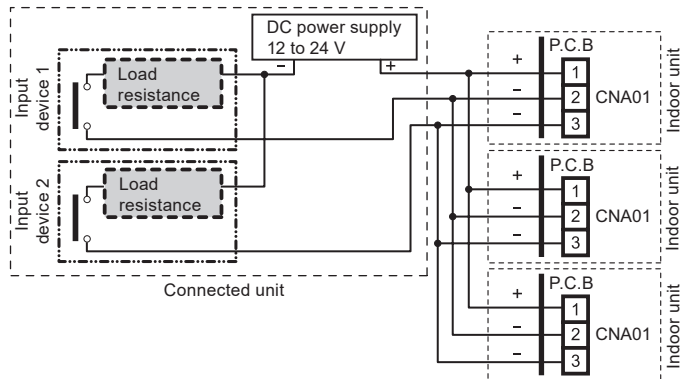 DC power supply
12 to 24 V
−
+
Input
device 1
Load
resistance
Input
device 2
Load
resistance
Connected unit
P.C.B
+
−
−
1
2
3
CNA01
Indoor unit
P.C.B
+
−
−
1
2
3
CNA01
Indoor unit
P.C.B
+
−
−
1
2
3
CNA01
Indoor unit